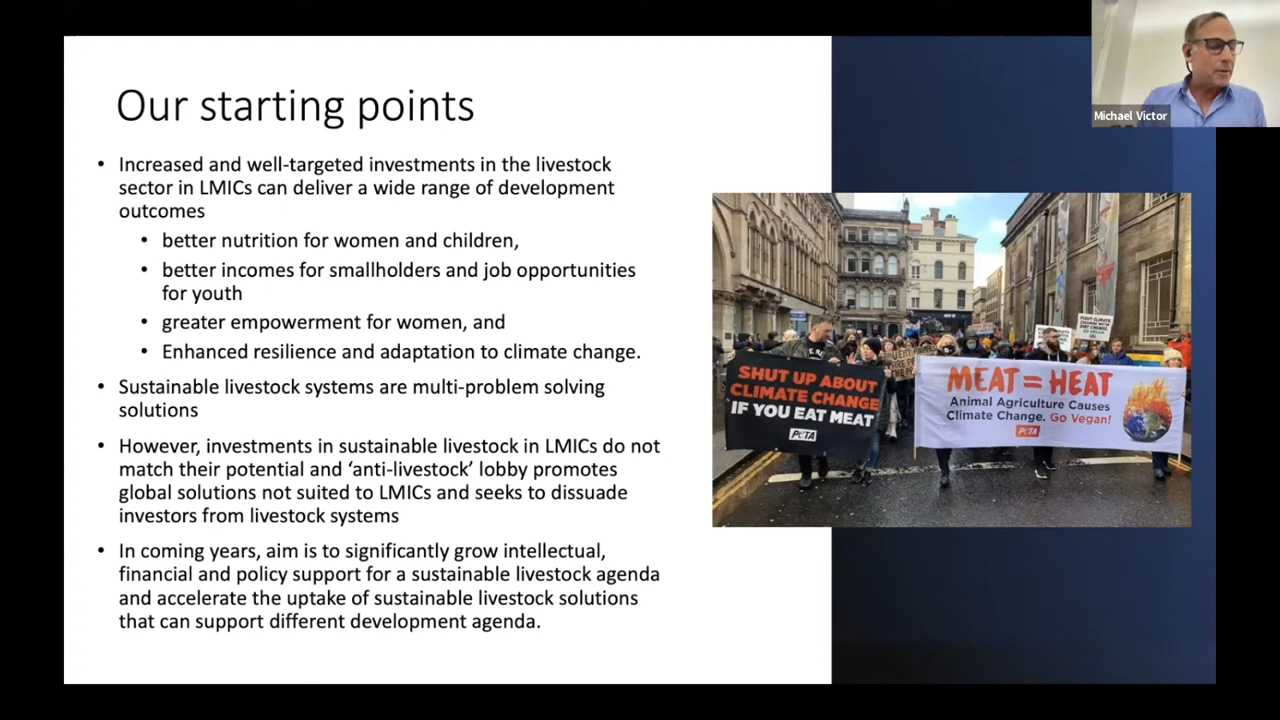 Michael Victor
Our starting points
• Increased and well-targeted investments in the livestock
sector in LMICs can deliver a wide range of development
outcomes
• better nutrition for women and children,
• better incomes for smallholders and job opportunities
for youth
• greater empowerment for women, and
• Enhanced resilience and adaptation to climate change.
• Sustainable livestock systems are multi-problem solving
solutions
• However, investments in sustainable livestock in LMICs do not
match their potential and ‘anti-livestock’ lobby promotes
global solutions not suited to LMICs and seeks to dissuade
investors from livestock systems
• In coming years, aim is to significantly grow intellectual,
financial and policy support for a sustainable livestock agenda
and accelerate the uptake of sustainable livestock solutions
that can support different development agenda.
SHUT UP ABOUT
CLIMATE CHANGE
IF YOU EAT MEAT
PETA
MEAT = HEAT
Animal Agriculture Causes
Climate Change. Go Vegan!
PETA
FIGHT CLIMATE
CHANGE WITH
DIET CHANGE.